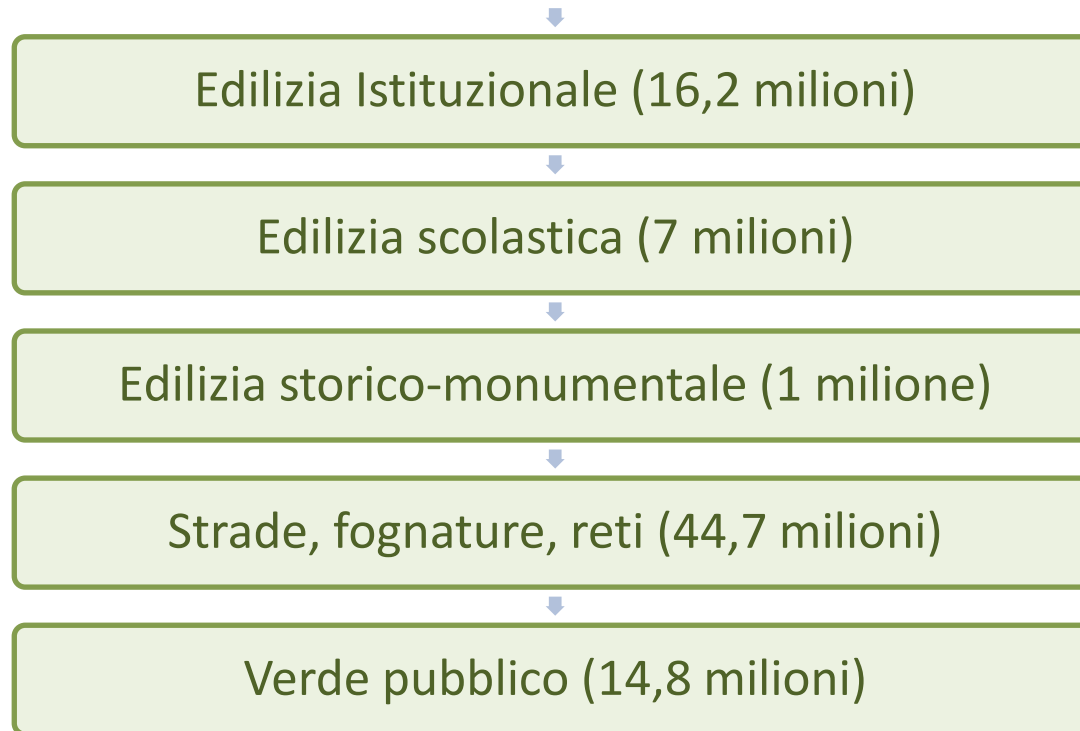 Edilizia Istituzionale (16,2 milioni)
Edilizia scolastica (7 milioni)
Edilizia storico-monumentale (1 milione)
Strade, fognature, reti (44,7 milioni)
Verde pubblico (14,8 milioni)